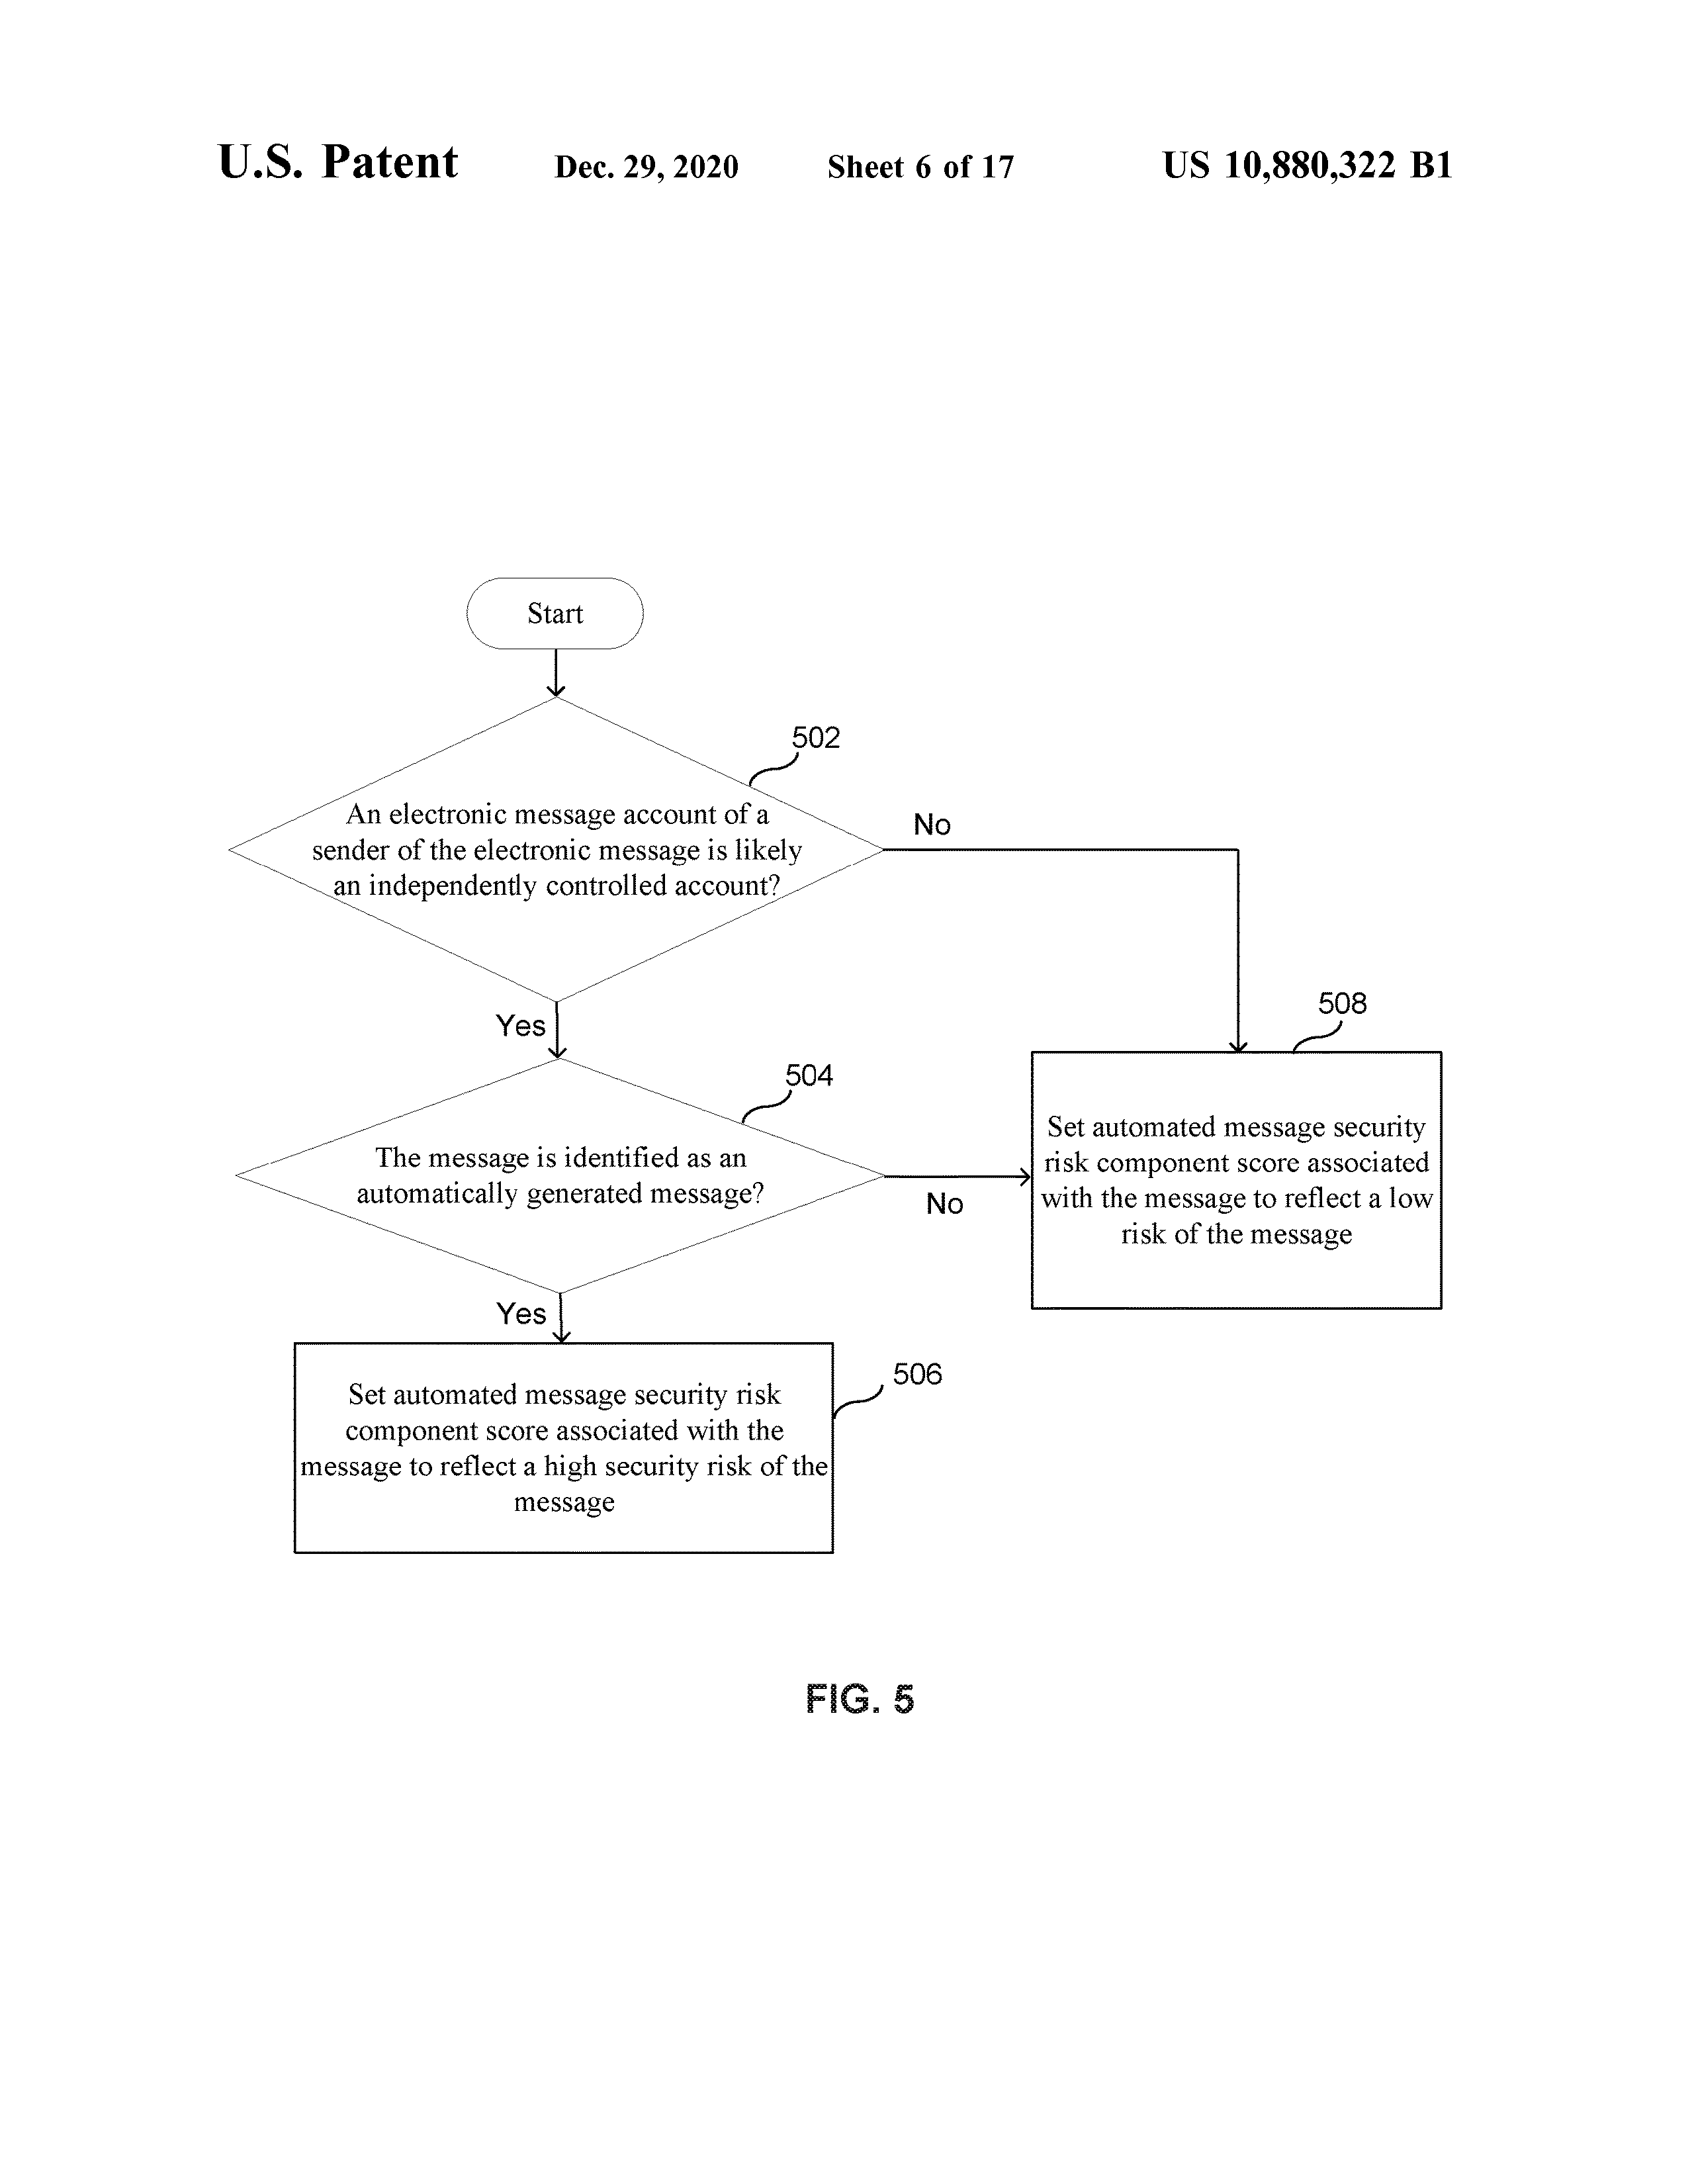 U.S. Patent Dec. 29, 2020 Sheet 6 of 17 US 10,880,322 B1
Start
502
An electronic message account of a
sender of the electronic message is likely
an independently controlled account?
No
Yes
508
504
The message is identified as an
automatically generated message?
No
Set automated message security
risk component score associated
with the message to reflect a low
risk of the message
Yes
506
Set automated message security risk
component score associated with the
message to reflect a high security risk of the
message
FIG. 5